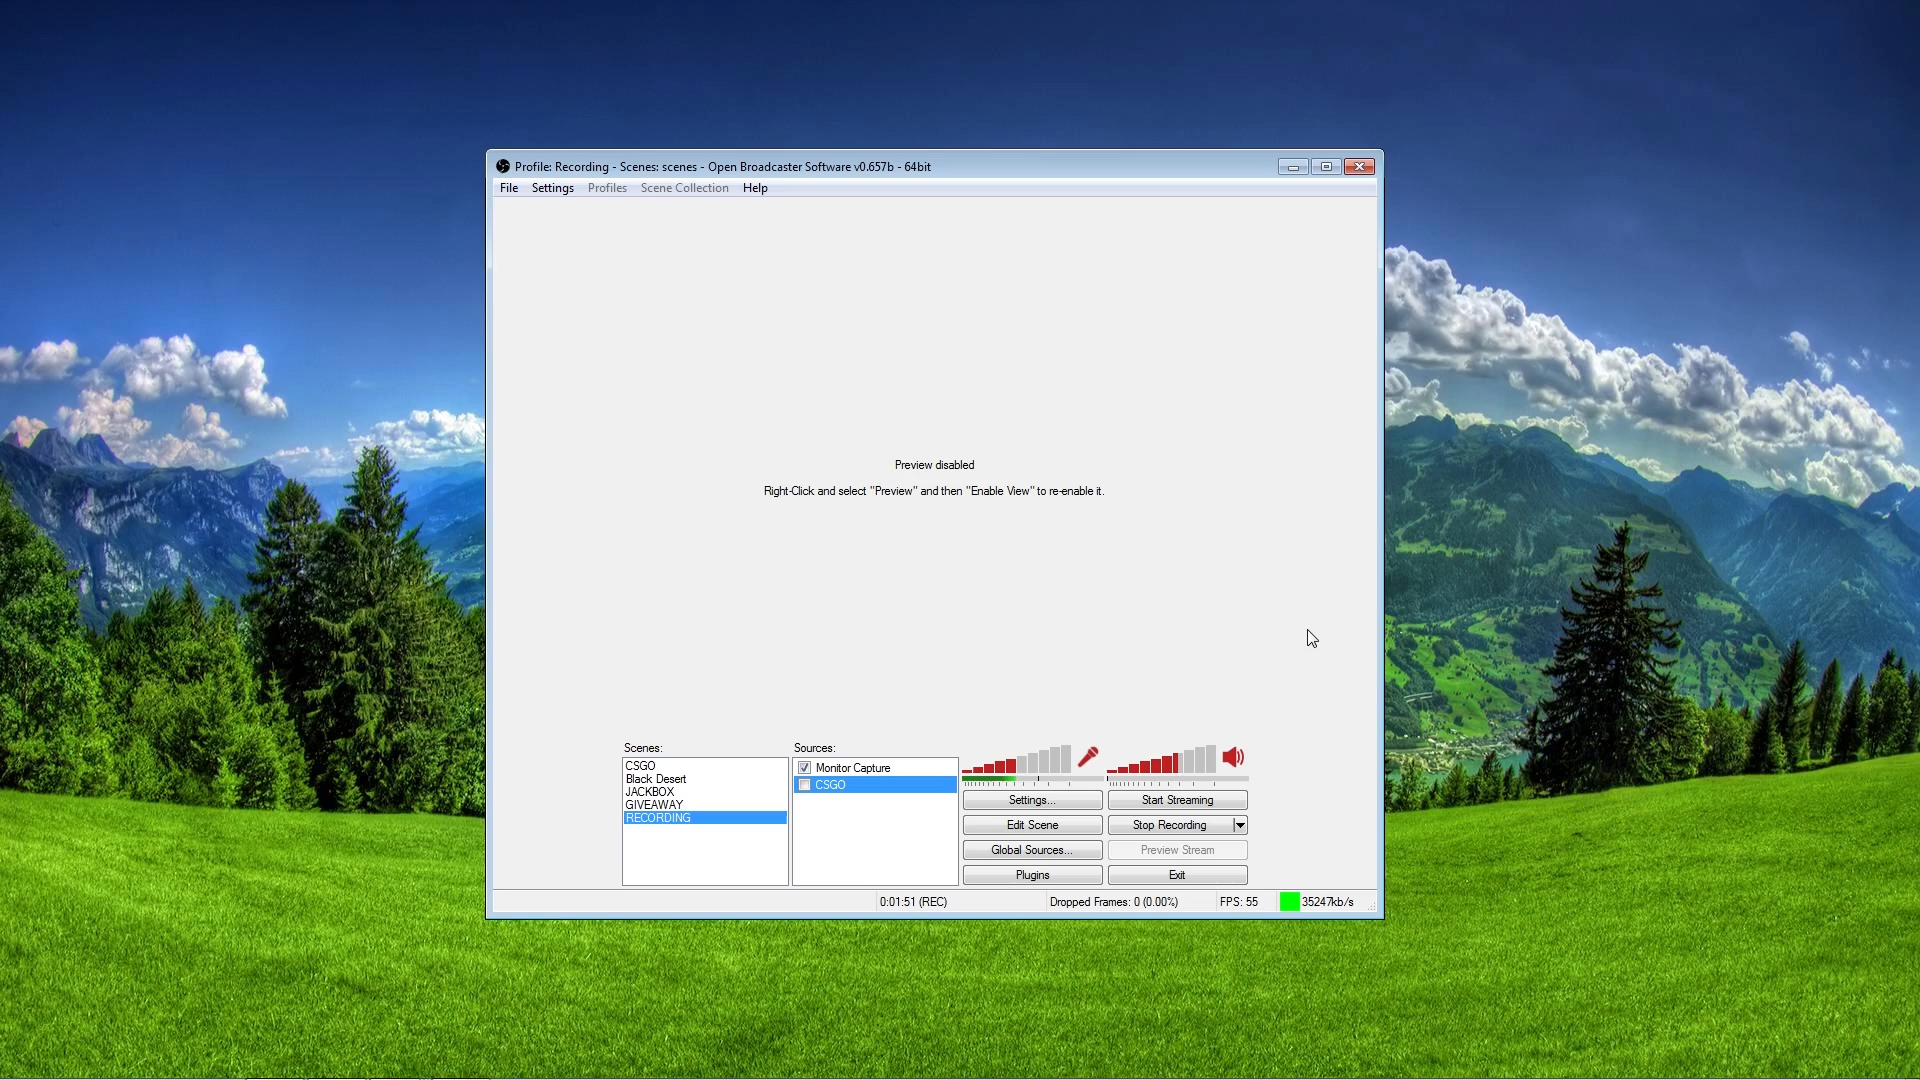 Profile: Recording - Scenes: scenes - Open Broadcaster Software v0.657b - 64bit
File Settings Profiles Scene Collection Help
Preview disabled
Right-Click and select "Preview" and then "Enable View" to re-enable it.
Scenes:
CSGO
Black Desert
JACKBOX
GIVEAWAY
RECORDING
Sources:
Monitor Capture
CSGO
Settings...
Start Streaming
Edit Scene
Stop Recording
Global Sources...
Preview Stream
Plugins
Exit
0:01:51 (REC)
Dropped Frames: 0 (0.00%)
FPS: 55
35247kb/s